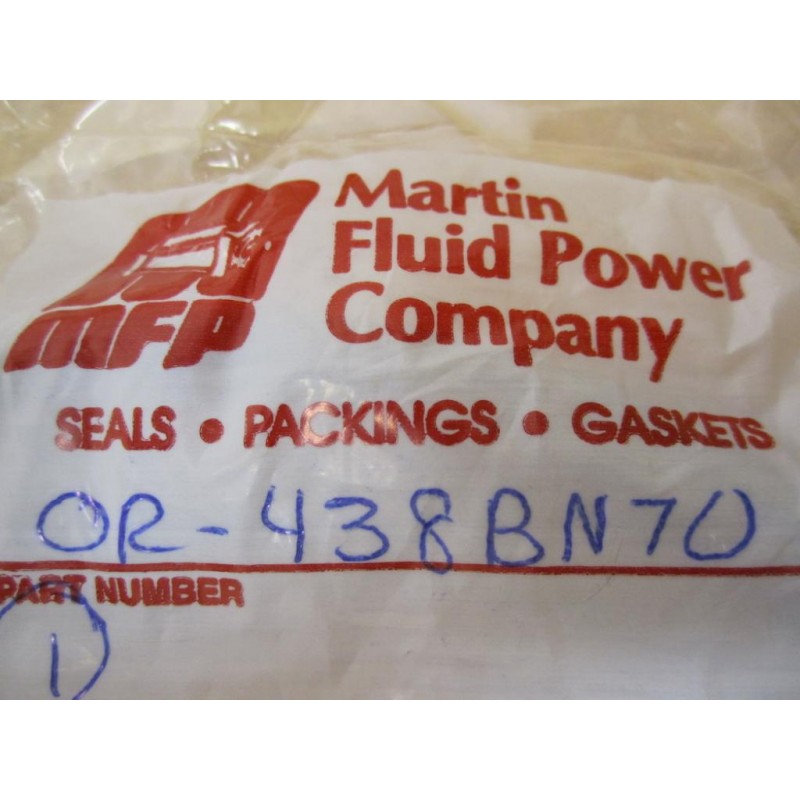 Martin
Fluid Power
Company
MFP
SEALS • PACKINGS • GASKETS
OR-438BN70
PART NUMBER
1